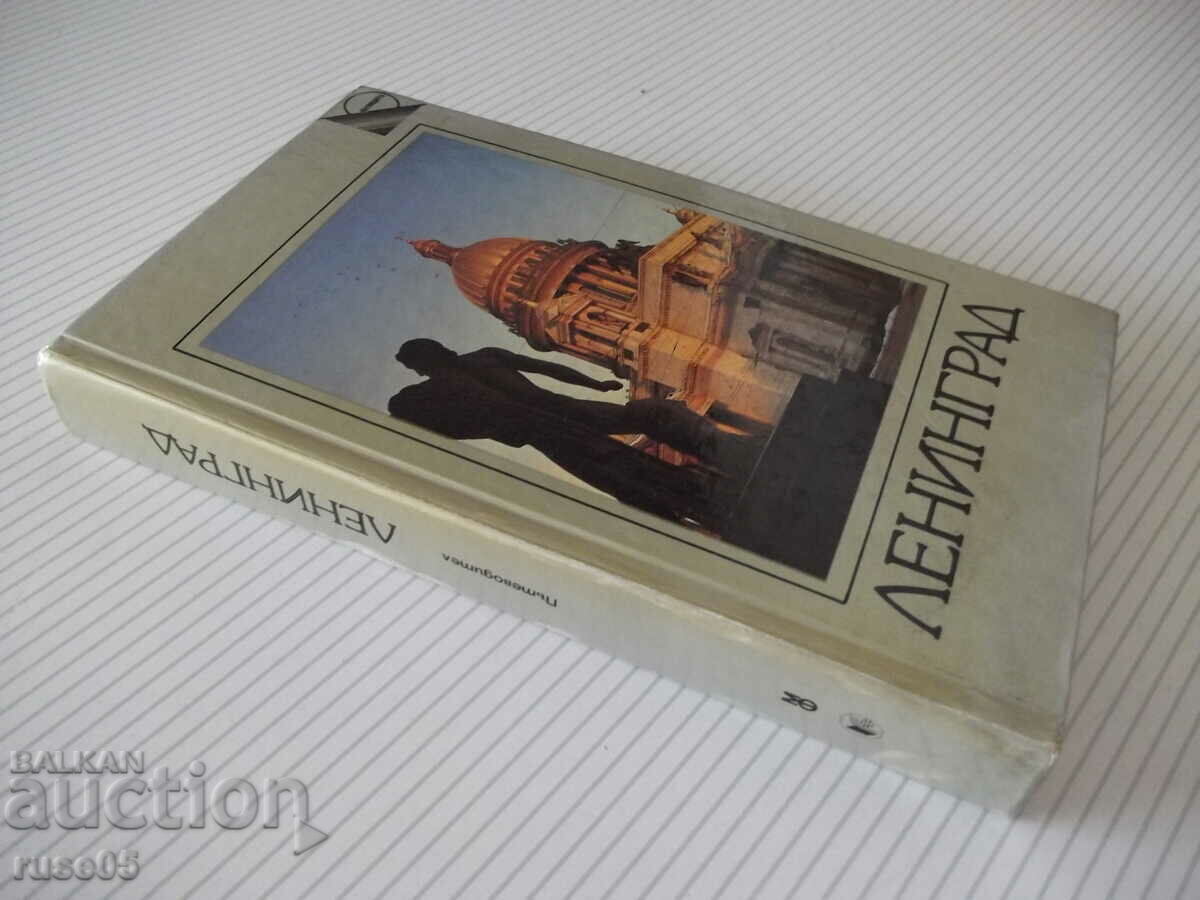 ЛЕНИНГРАД
ЛЕНИНГРАД
Пътеводител
BALKAN
auction
ruse05